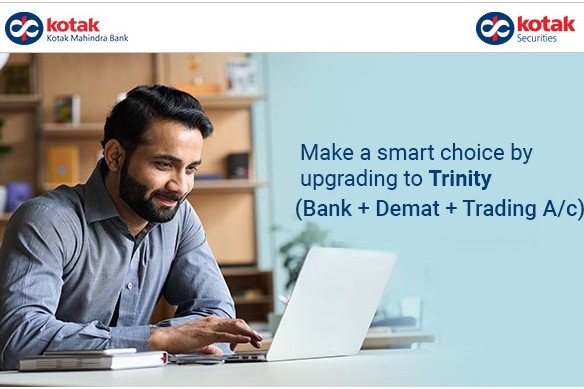 kotak
Kotak Mahindra Bank
kotak
Securities
Make a smart choice by
upgrading to Trinity
(Bank + Demat + Trading A/c)